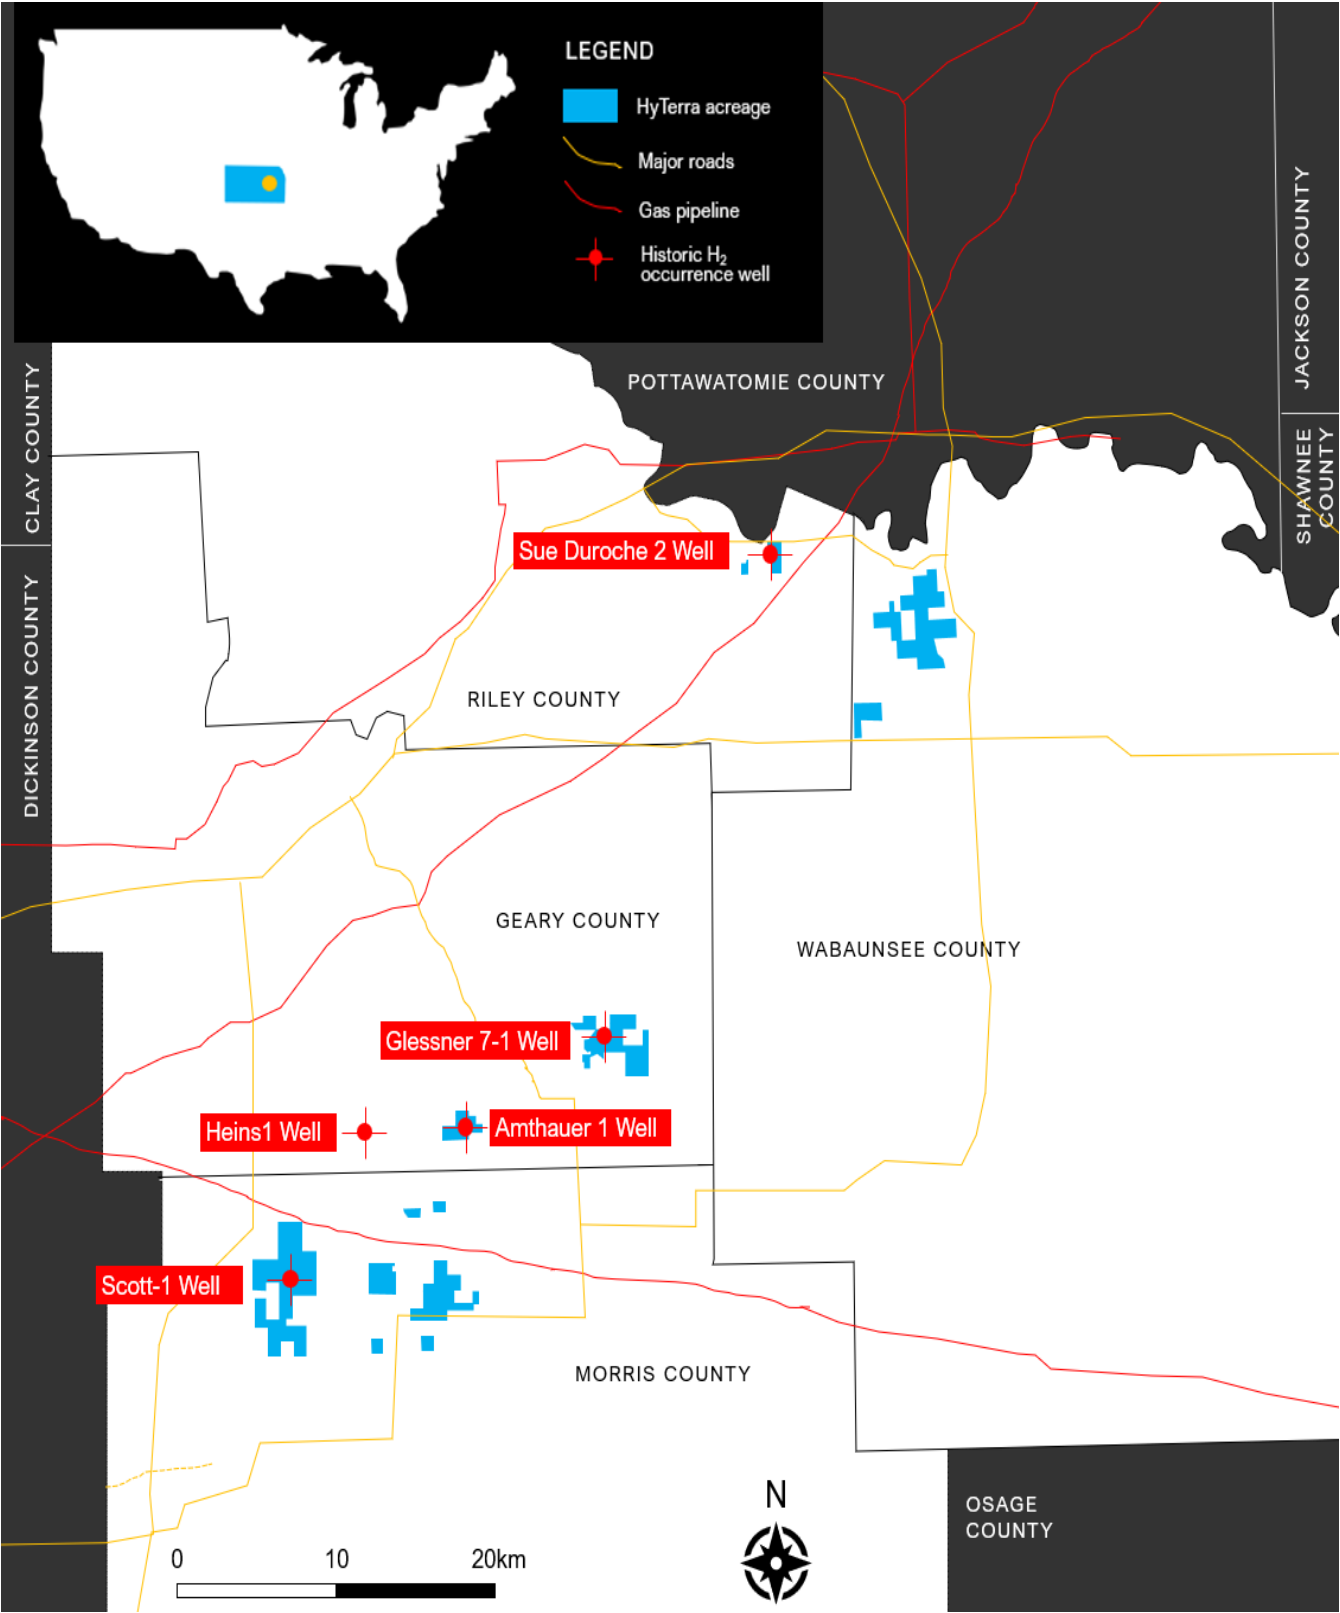 LEGEND
HyTerra acreage
Major roads
Gas pipeline
Historic H₂
occurrence well
JACKSON COUNTY
POTTAWATOMIE COUNTY
CLAY COUNTY
SHAWNEE
COUNTY
Sue Duroche 2 Well
DICKINSON COUNTY
RILEY COUNTY
GEARY COUNTY
WABAUNSEE COUNTY
Glessner 7-1 Well
Heins1 Well
Amthauer 1 Well
Scott-1 Well
MORRIS COUNTY
N
OSAGE
COUNTY
0 10 20km